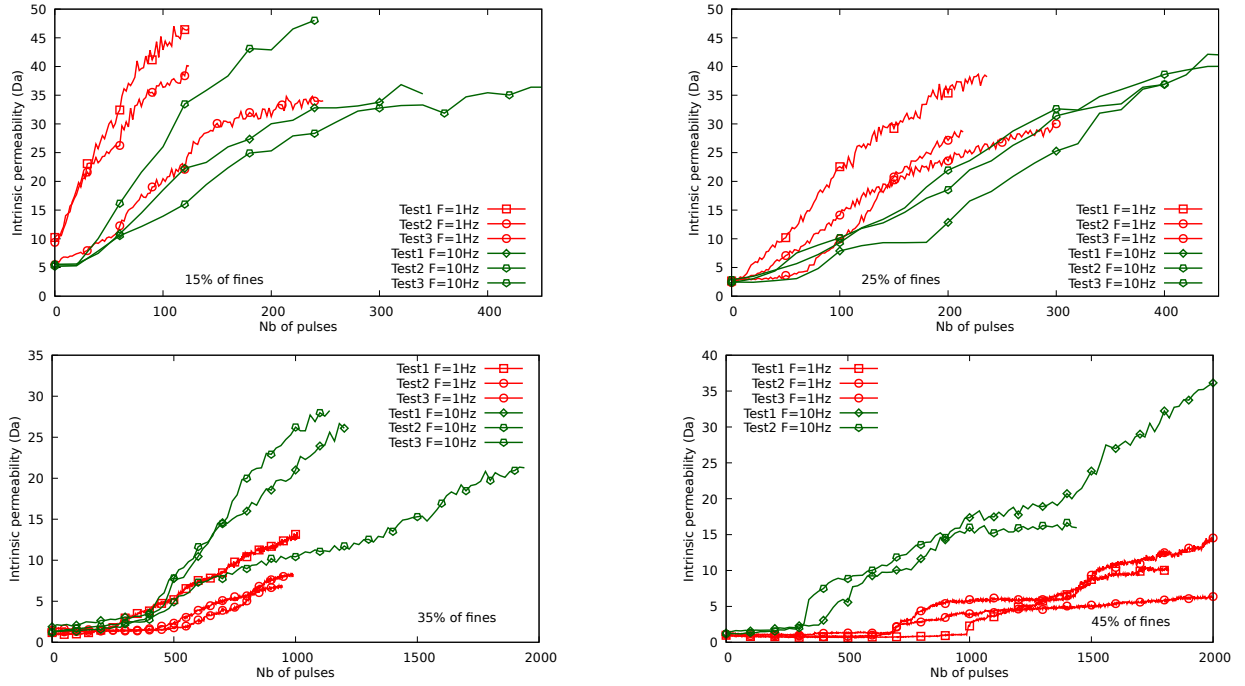 50
45
40
35
30
25
20
15
10
5
0
Intrinsic permeability (Da)
Test1 F=1Hz
Test2 F=1Hz
Test3 F=1Hz
Test1 F=10Hz
Test2 F=10Hz
Test3 F=10Hz
15% of fines
0 100 200 300 400
Nb of pulses
50
45
40
35
30
25
20
15
10
5
0
Intrinsic permeability (Da)
Test1 F=1Hz
Test2 F=1Hz
Test3 F=1Hz
Test1 F=10Hz
Test2 F=10Hz
Test3 F=10Hz
25% of fines
0 100 200 300 400
Nb of pulses
35
30
25
20
15
10
5
0
Intrinsic permeability (Da)
Test1 F=1Hz
Test2 F=1Hz
Test3 F=1Hz
Test1 F=10Hz
Test2 F=10Hz
Test3 F=10Hz
35% of fines
0 500 1000 1500 2000
Nb of pulses
40
35
30
25
20
15
10
5
0
Intrinsic permeability (Da)
Test1 F=1Hz
Test2 F=1Hz
Test3 F=1Hz
Test1 F=10Hz
Test2 F=10Hz
45% of fines
0 500 1000 1500 2000
Nb of pulses